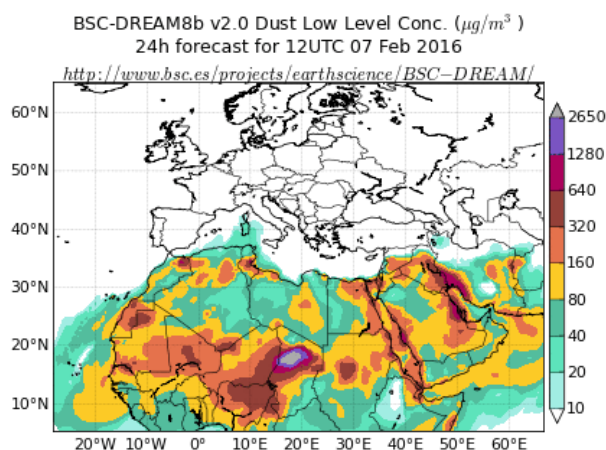 BSC-DREAM8b v2.0 Dust Low Level Conc. (μg/m³ )
24h forecast for 12UTC 07 Feb 2016
http://www.bsc.es/projects/earthscience/BSC−DREAM/
60°N
50°N
40°N
30°N
20°N
10°N
20°W 10°W 0° 10°E 20°E 30°E 40°E 50°E 60°E
2650
1280
640
320
160
80
40
20
10